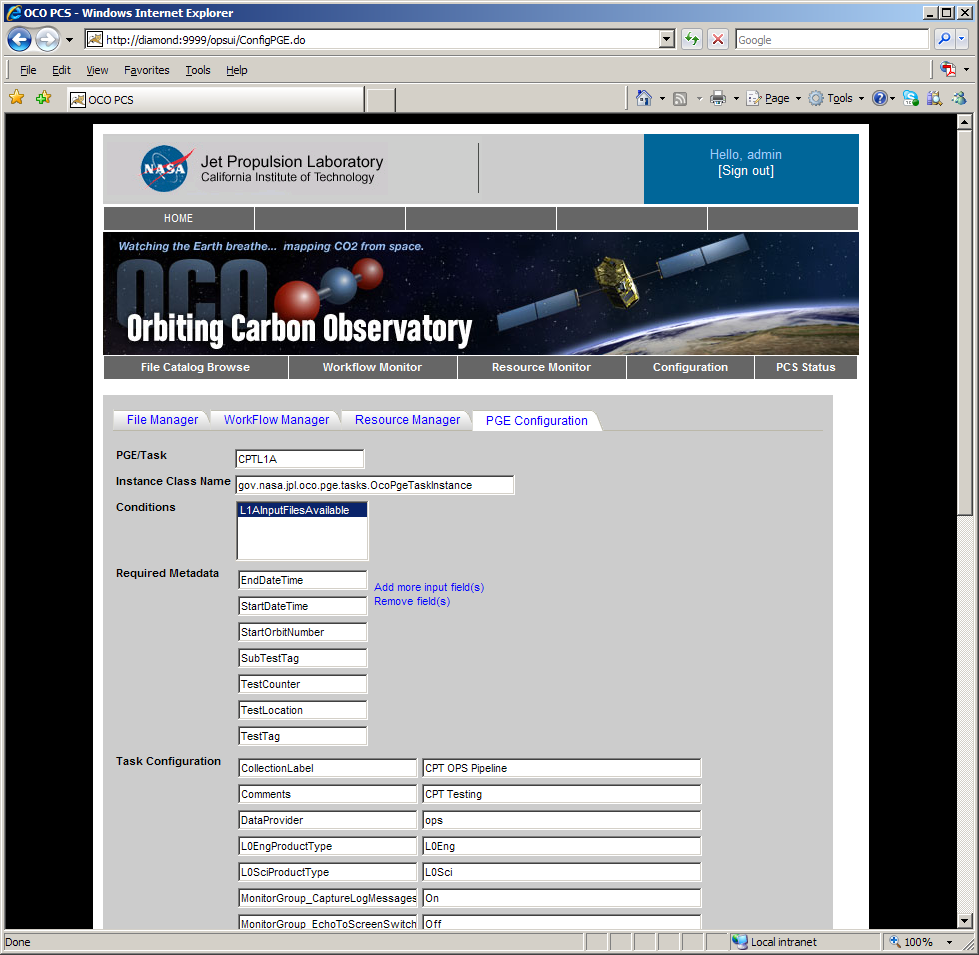 OCO PCS - Windows Internet Explorer
http://diamond:9999/opsui/ConfigPGE.do
Google
File Edit View Favorites Tools Help
OCO PCS
Page Tools
NASA
Jet Propulsion Laboratory
California Institute of Technology
Hello, admin
[Sign out]
HOME
Watching the Earth breathe... mapping CO2 from space.
OCO
Orbiting Carbon Observatory
File Catalog Browse Workflow Monitor Resource Monitor Configuration PCS Status
File Manager WorkFlow Manager Resource Manager PGE Configuration
PGE/Task CPTL1A
Instance Class Name gov.nasa.jpl.oco.pge.tasks.OcoPgeTaskInstance
Conditions L1AInputFilesAvailable
Required Metadata EndDateTime
Add more input field(s)
Remove field(s)
StartDateTime
StartOrbitNumber
SubTestTag
TestCounter
TestLocation
TestTag
Task Configuration CollectionLabel CPT OPS Pipeline
Comments CPT Testing
DataProvider ops
L0EngProductType L0Eng
L0SciProductType L0Sci
MonitorGroup_CaptureLogMessages On
MonitorGroup_EchoToScreenSwitch Off
Done Local intranet 100%